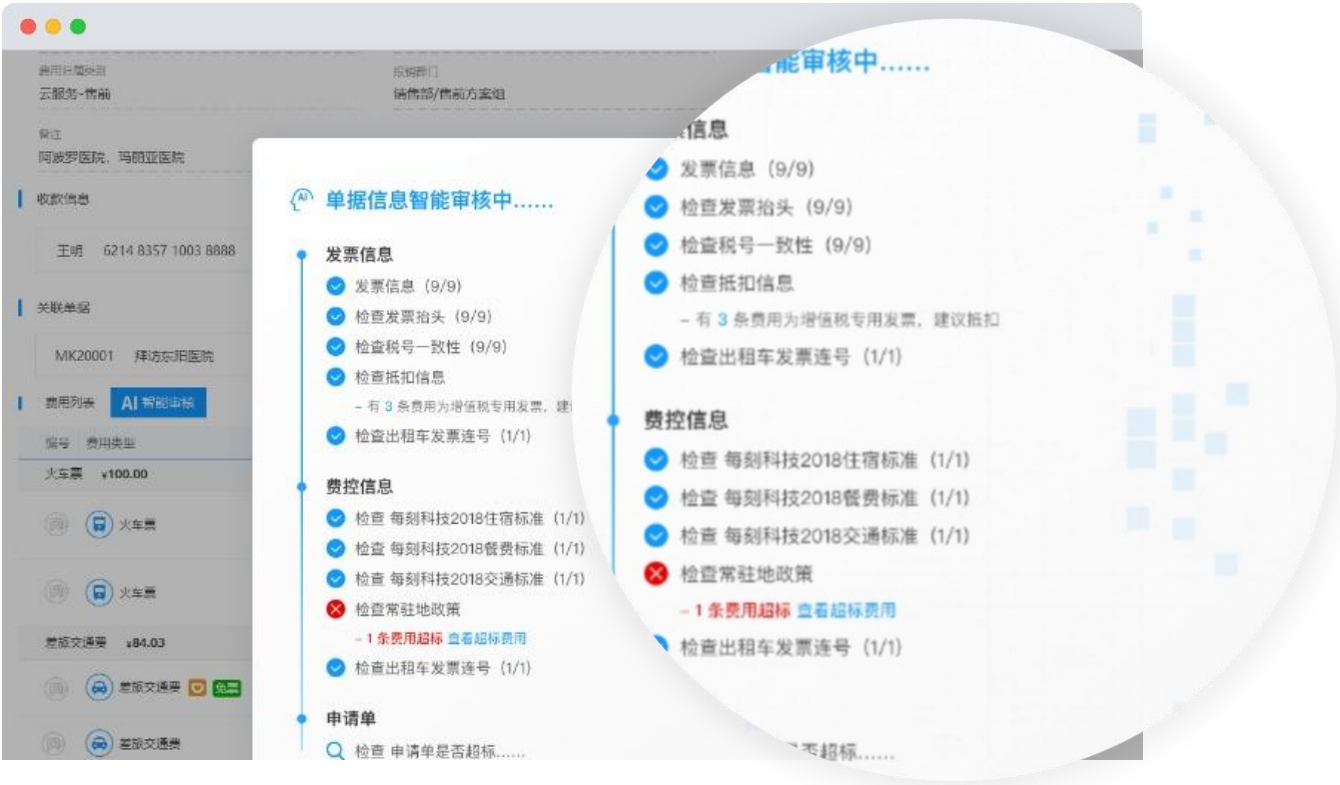 费用归属类别
报销部门
云服务-售前
销售部/售前方案组
备注
阿波罗医院，玛丽亚医院
收款信息
王明 6214 8357 1003 8888
关联单据
MK20001 拜访东阳医院
费用列表 AI 智能审核
编号 费用类型
火车票 ¥100.00
火车票
火车票
差旅交通费 ¥84.03
差旅交通费 免票
差旅交通费
AI 单据信息智能审核中......
发票信息
发票信息（9/9）
检查发票抬头（9/9）
检查税号一致性（9/9）
检查抵扣信息
- 有 3 条费用为增值税专用发票，建
检查出租车发票连号（1/1）
费控信息
检查 每刻科技2018住宿标准（1/1）
检查 每刻科技2018餐费标准（1/1）
检查 每刻科技2018交通标准（1/1）
检查常驻地政策
- 1 条费用超标 查看超标费用
检查出租车发票连号（1/1）
申请单
检查 申请单是否超标......
能审核中......
信息
发票信息（9/9）
检查发票抬头（9/9）
检查税号一致性（9/9）
检查抵扣信息
- 有 3 条费用为增值税专用发票，建议抵扣
检查出租车发票连号（1/1）
费控信息
检查 每刻科技2018住宿标准（1/1）
检查 每刻科技2018餐费标准（1/1）
检查 每刻科技2018交通标准（1/1）
检查常驻地政策
- 1 条费用超标 查看超标费用
检查出租车发票连号（1/1）
否超标......